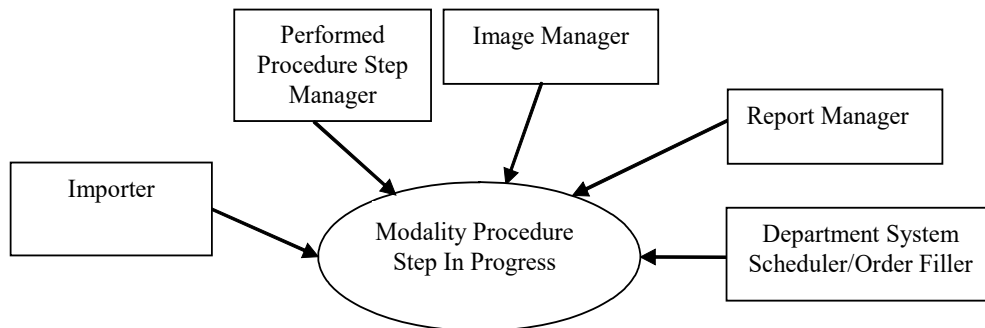 Performed
Procedure Step
Manager
Image Manager
Report Manager
Importer
Modality Procedure
Step In Progress
Department System
Scheduler/Order Filler